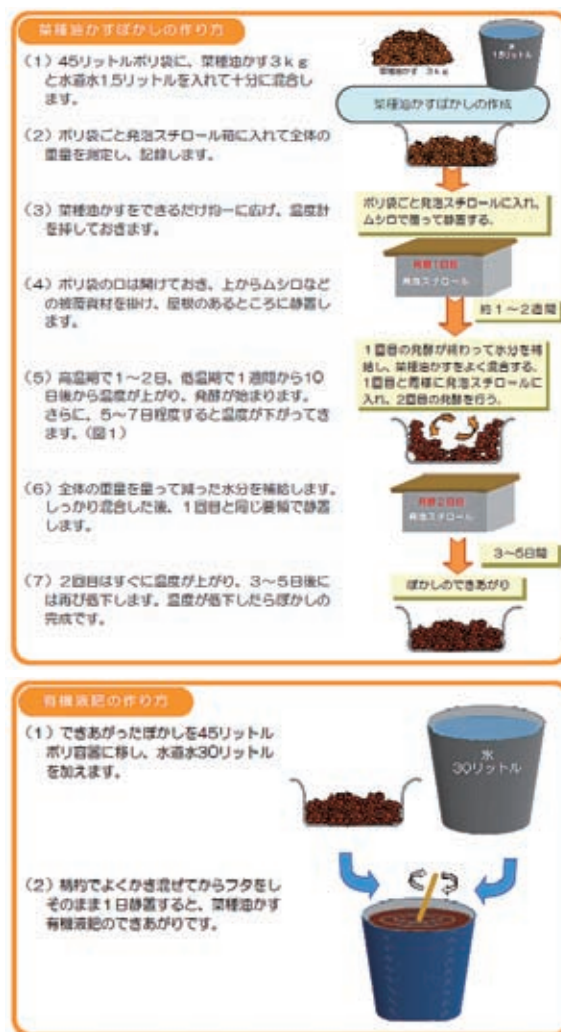 菜種油かすぼかしの作り方
(1) 45リットルポリ袋に、菜種油かす3kg
と水道水1.5リットルを入れて十分に混合し
ます。
(2) ポリ袋ごと発泡スチロール箱に入れて全体の
重量を測定し、記録します。
(3) 菜種油かすをできるだけ均一に広げ、温度計
を挿しておきます。
(4) ポリ袋の口は開けておき、上からムシロなど
の被覆資材を掛け、屋根のあるところに静置
します。
(5) 高温期で1~2日、低温期で1週間から10
日後から温度が上がり、発酵が始まります。
さらに、5~7日程度すると温度が下がってき
ます。(図1)
(6) 全体の重量を量って減った水分を補給します。
しっかり混合した後、1回目と同じ要領で静置
します。
(7) 2回目はすぐに温度が上がり、3~5日後に
は再び低下します。温度が低下したらぼかしの
完成です。
菜種油かす 3kg
水
1.5リットル
菜種油かすぼかしの作成
ポリ袋ごと発泡スチロールに入れ、
ムシロで覆って静置する。
発酵1回目
発泡スチロール
約1~2週間
1回目の発酵が終わって水分を補
給し、菜種油かすをよく混合する。
1回目と同様に発泡スチロールに
入れ、2回目の発酵を行う。
発酵2回目
発泡スチロール
3~5日間
ぼかしのできあがり
有機液肥の作り方
(1) できあがったぼかしを45リットル
ポリ容器に移し、水道水30リットル
を加えます。
水
30リットル
(2) 棒でよくかき混ぜてからフタをし
そのまま1日静置すると、菜種油かす
有機液肥のできあがりです。